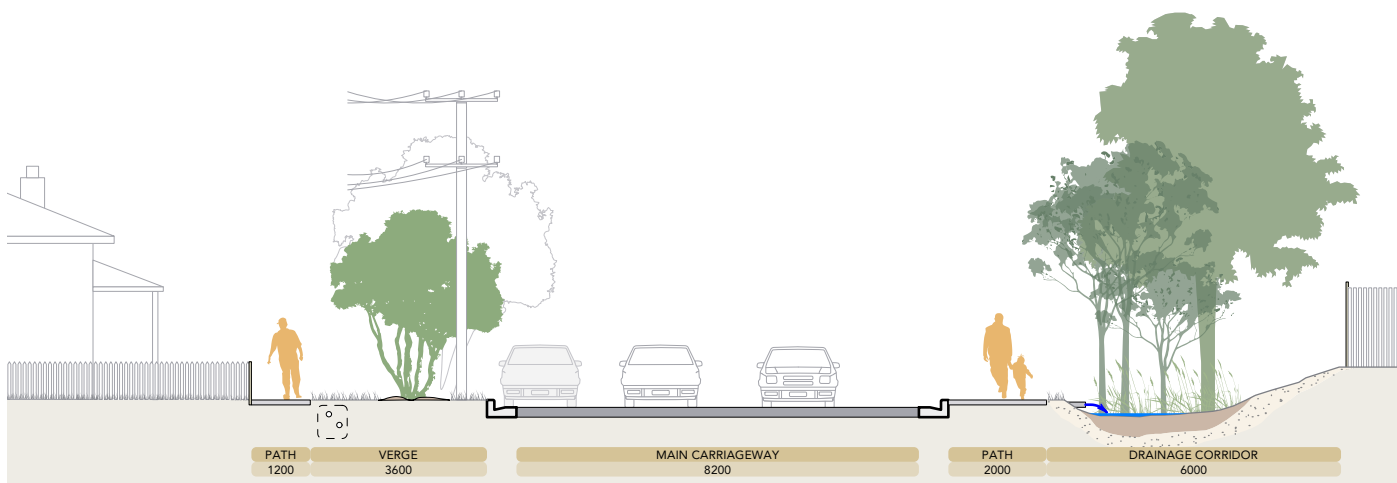 PATH VERGE MAIN CARRIAGEWAY PATH DRAINAGE CORRIDOR
1200 3600 8200 2000 6000